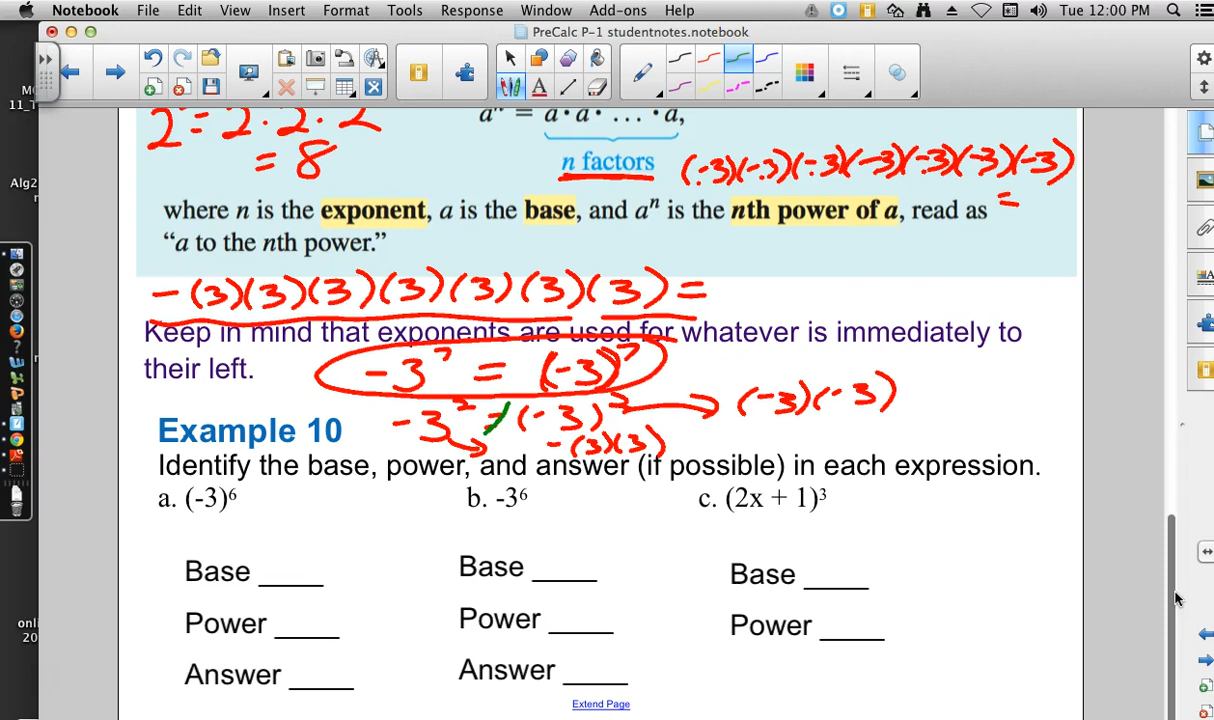 Notebook File Edit View Insert Format Tools Response Window Add-ons Help Tue 12:00 PM
PreCalc P-1 studentnotes.notebook
11_T
Alg2
onli
20
= 2 · 2 · 2
aⁿ = a · a · . . . · a,
= 8
n factors
(-3)(-3)(-3)(-3)(-3)(-3)(-3)
=
where n is the exponent, a is the base, and aⁿ is the nth power of a, read as
“a to the nth power.”
-(3)(3)(3)(3)(3)(3)(3) =
Keep in mind that exponents are used for whatever is immediately to
their left.
-3⁷ = (-3)⁷
-3² ≠ (-3)² → (-3)(-3)
-(3)(3)
Example 10
Identify the base, power, and answer (if possible) in each expression.
a. (-3)⁶ b. -3⁶ c. (2x + 1)³
Base ____ Base ____ Base ____
Power ____ Power ____ Power ____
Answer ____ Answer ____
Extend Page